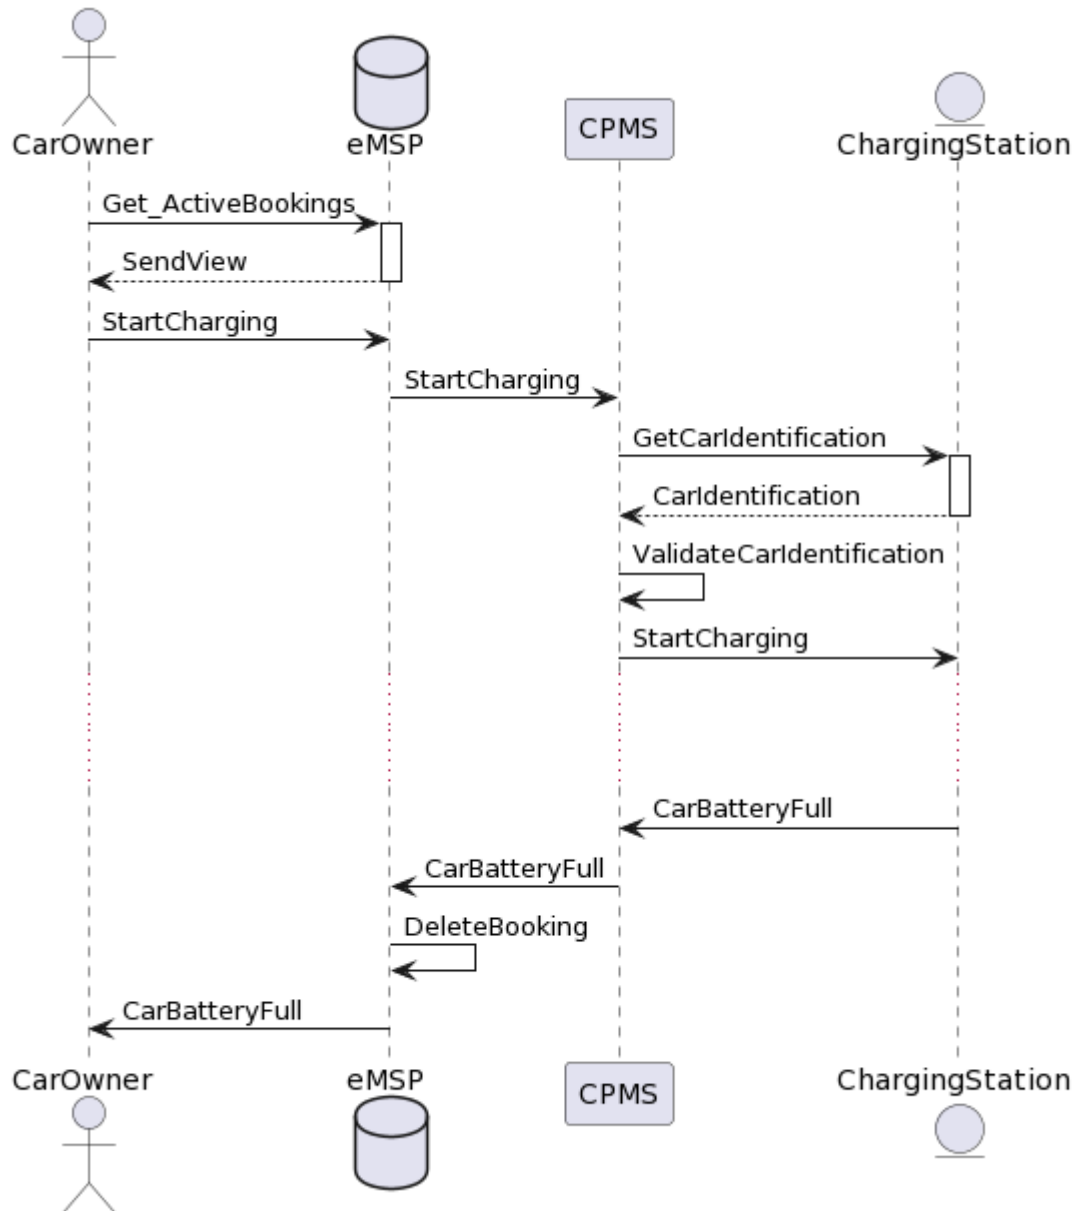 CarOwner
eMSP
CPMS
ChargingStation
Get_ActiveBookings
SendView
StartCharging
StartCharging
GetCarIdentification
CarIdentification
ValidateCarIdentification
StartCharging
CarBatteryFull
CarBatteryFull
DeleteBooking
CarBatteryFull
CarOwner
eMSP
CPMS
ChargingStation